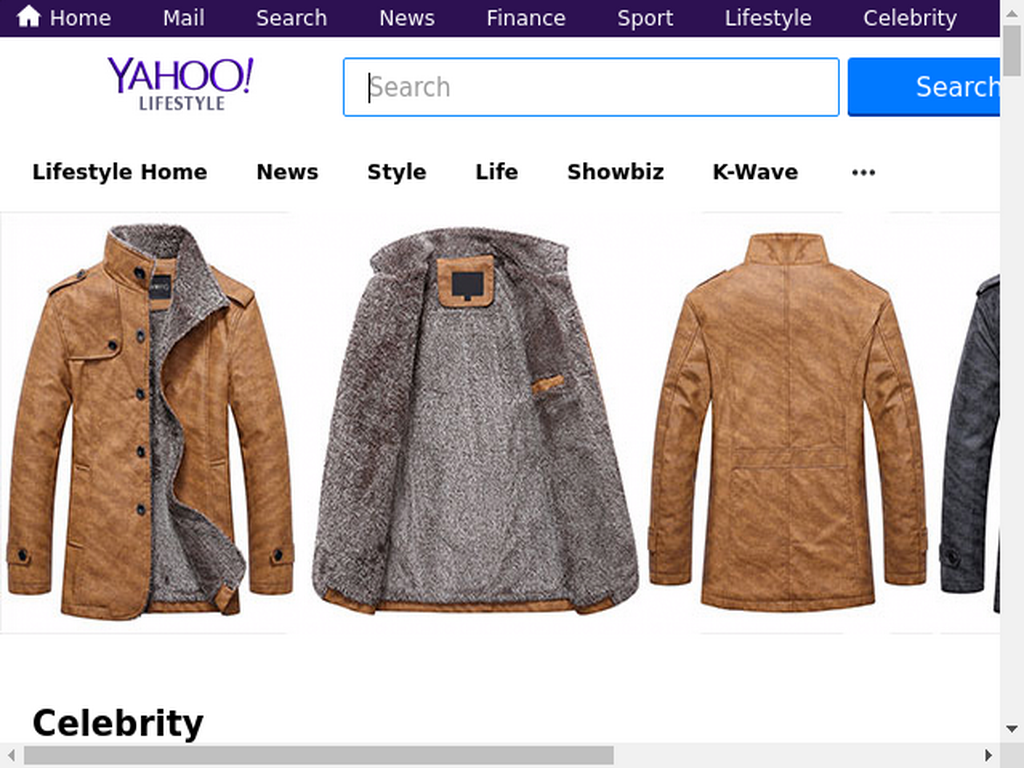 Home Mail Search News Finance Sport Lifestyle Celebrity
YAHOO!
LIFESTYLE
Search
Search
Lifestyle Home News Style Life Showbiz K-Wave •••
Celebrity